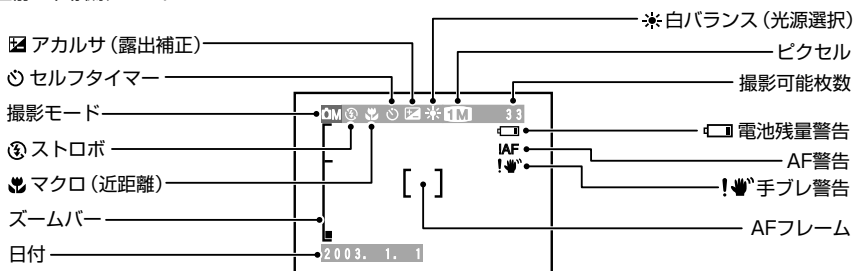 アカルサ（露出補正）
セルフタイマー
撮影モード
ストロボ
マクロ（近距離）
ズームバー
日付
M 1M 33
!AF
!
2003. 1. 1
白バランス（光源選択）
ピクセル
撮影可能枚数
電池残量警告
AF警告
!手ブレ警告
AFフレーム